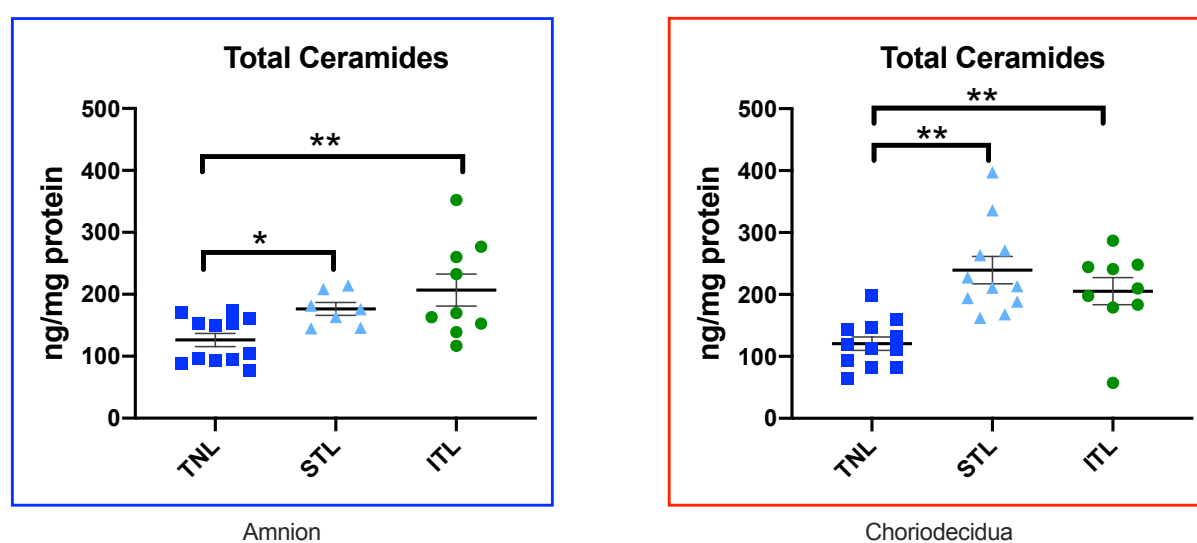 Total Ceramides
500
400
300
200
100
0
ng/mg protein
**
*
TNL
STL
ITL
Amnion
Total Ceramides
500
400
300
200
100
0
ng/mg protein
**
**
TNL
STL
ITL
Choriodecidua